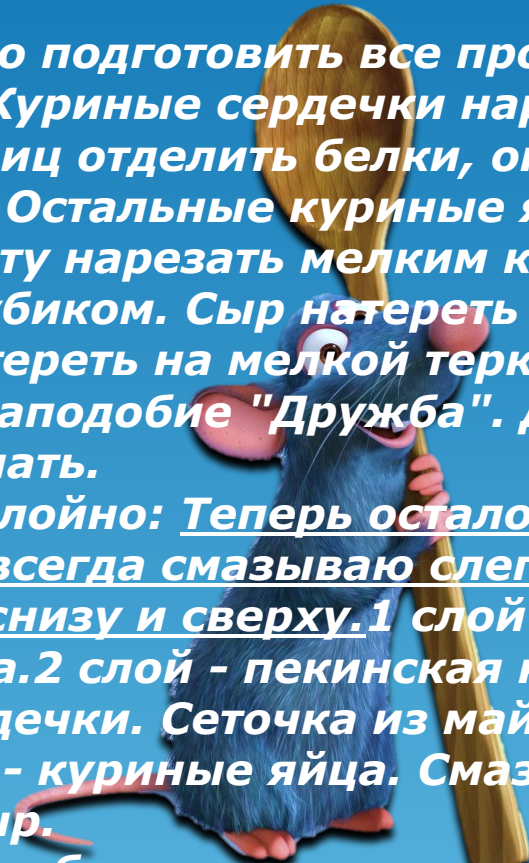 о подготовить все про
Куриные сердечки нар
иц отделить белки, о
Остальные куриные я
ту нарезать мелким к
убиком. Сыр натереть
тереть на мелкой терк
аподобие "Дружба". Д
ать.
лойно: Теперь остало
всегда смазываю слег
снизу и сверху.1 слой
а.2 слой - пекинская к
дечки. Сеточка из май
– куриные яйца. Смаз
ыр.